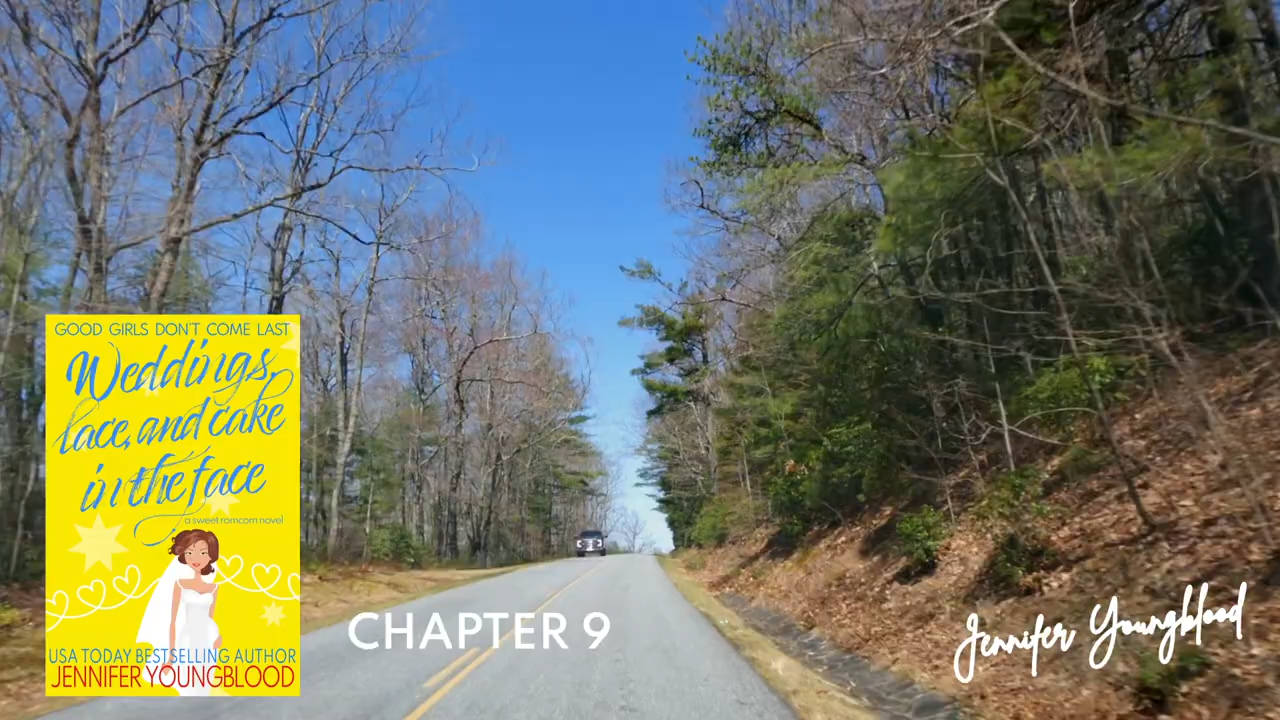 GOOD GIRLS DON'T COME LAST
Weddings,
lace, and cake
in the face
a sweet romcom novel
USA TODAY BESTSELLING AUTHOR
JENNIFER YOUNGBLOOD
CHAPTER 9
Jennifer Youngblood